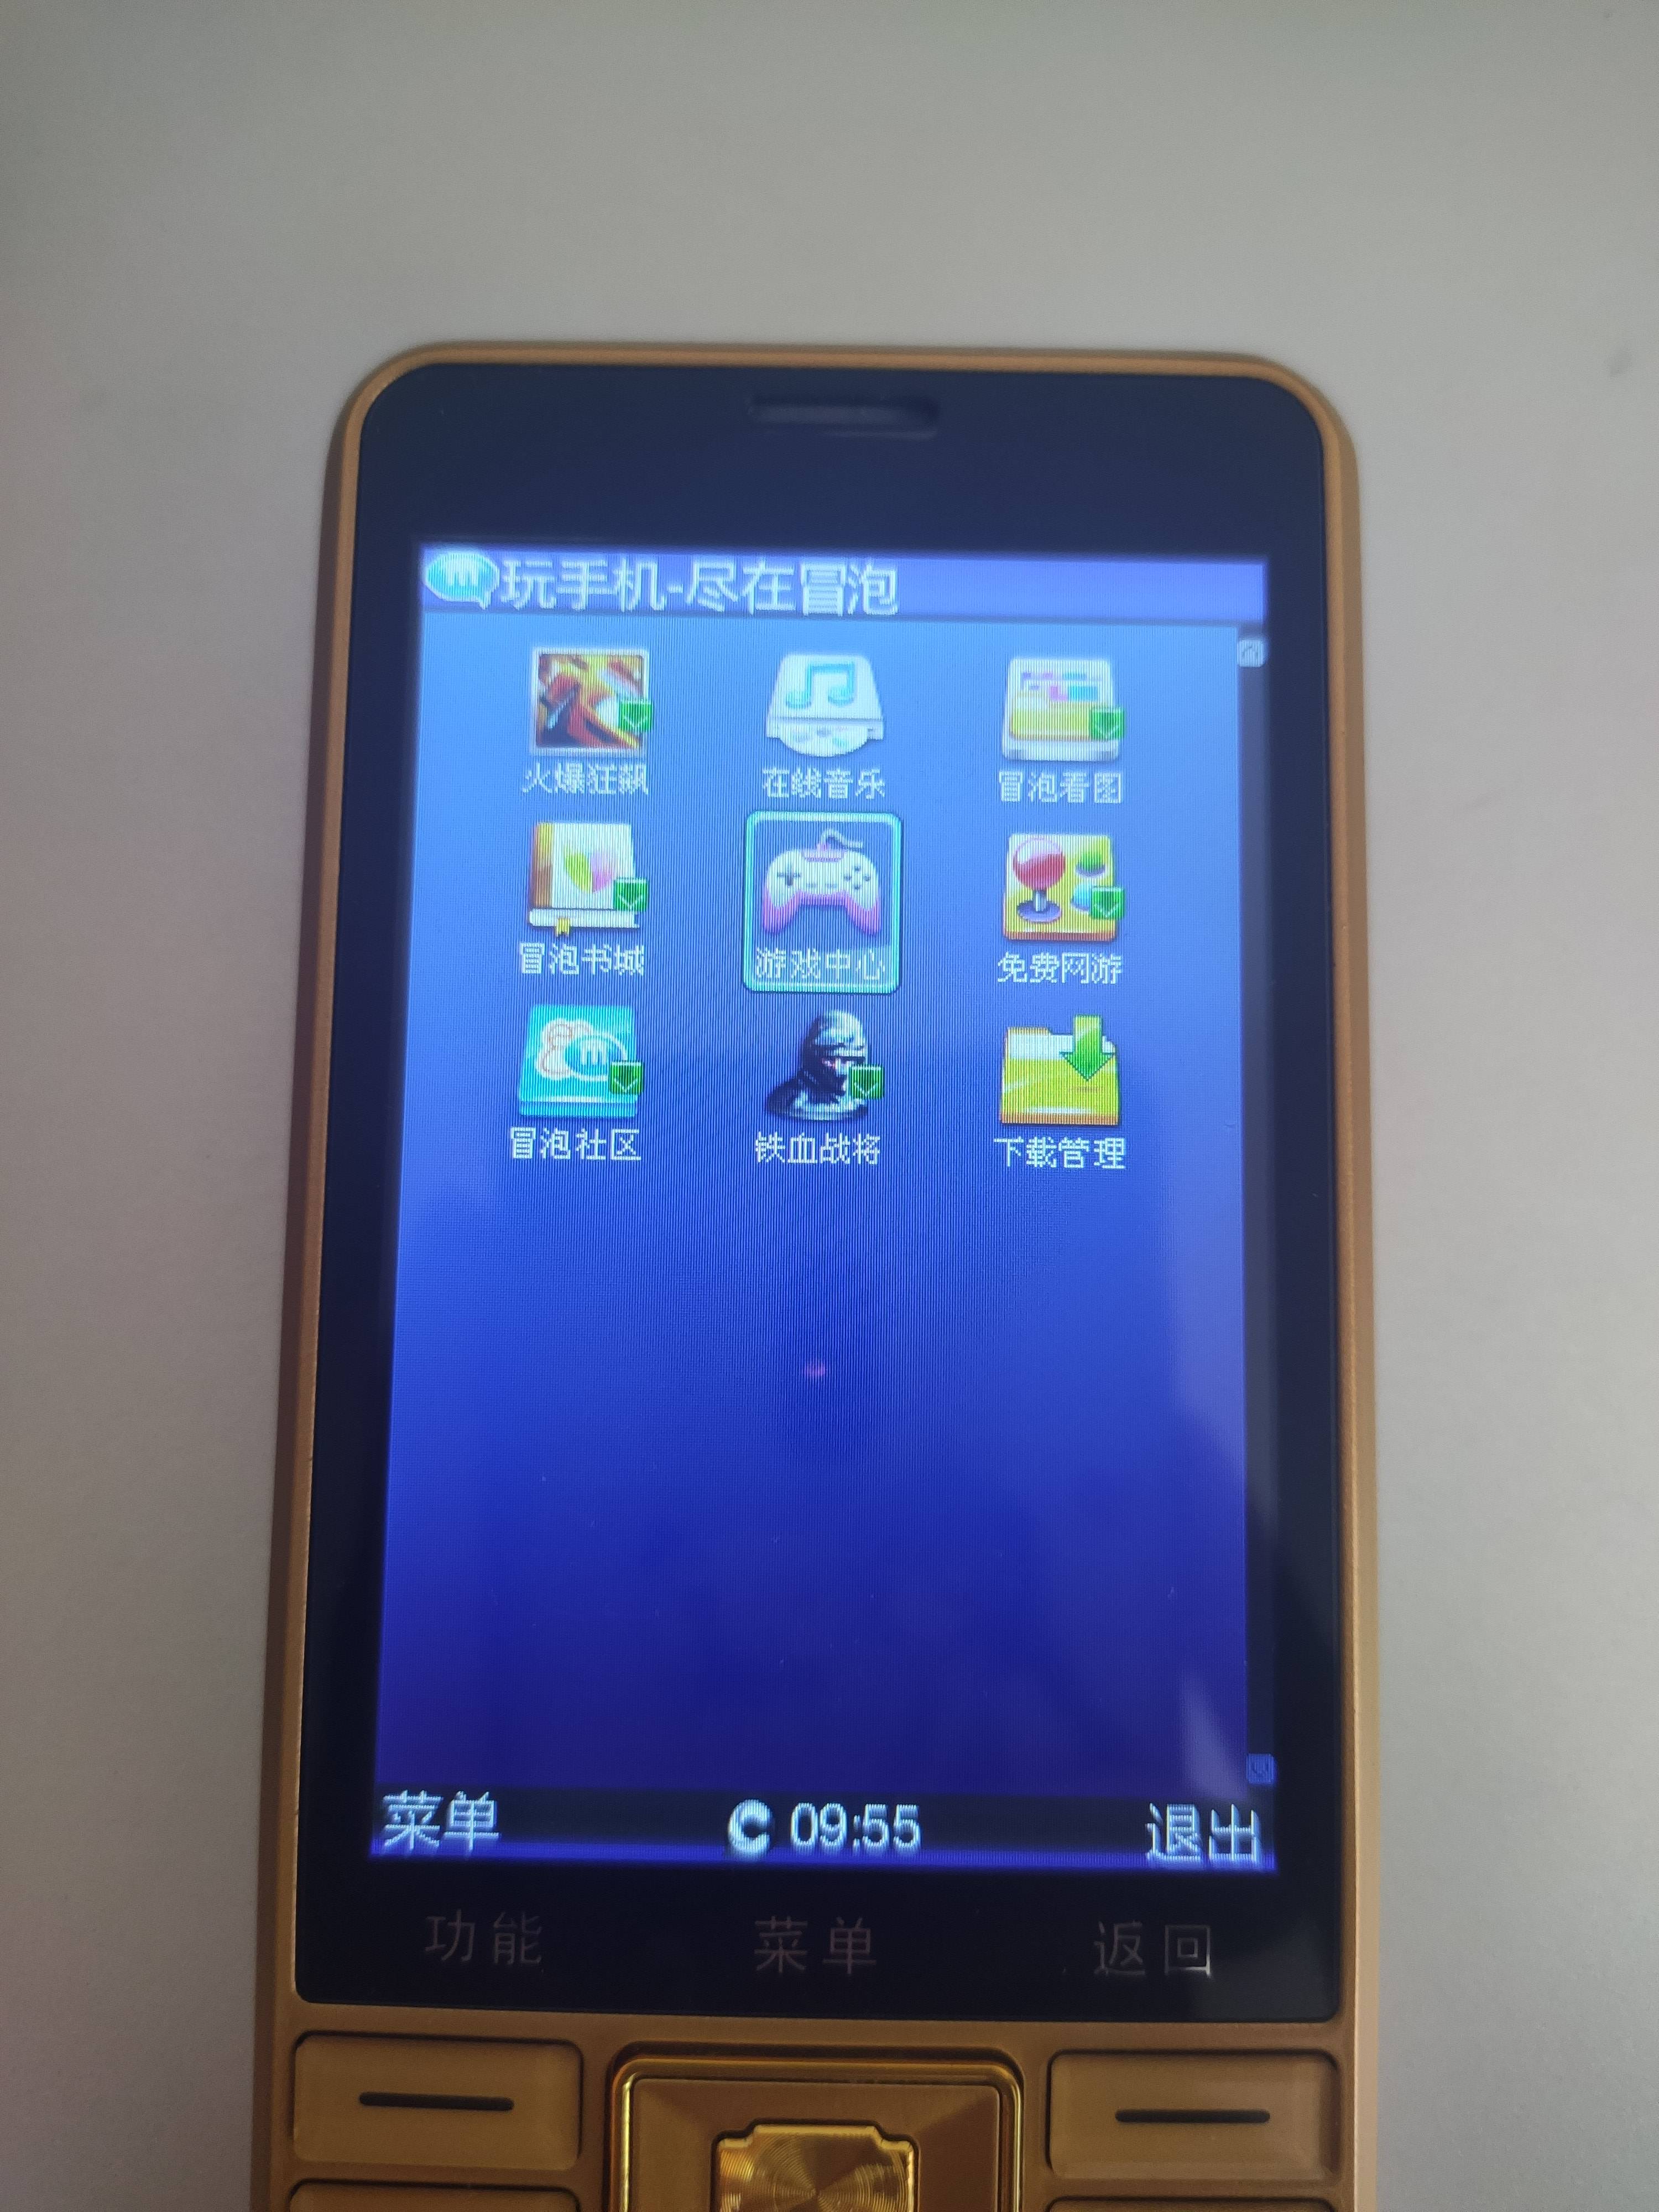 m玩手机-尽在冒泡
火爆狂飙 在线音乐 冒泡看图
冒泡书城 游戏中心 免费网游
m
冒泡社区 铁血战将 下载管理
菜单 C 09:55 退出
功能 菜单 返回